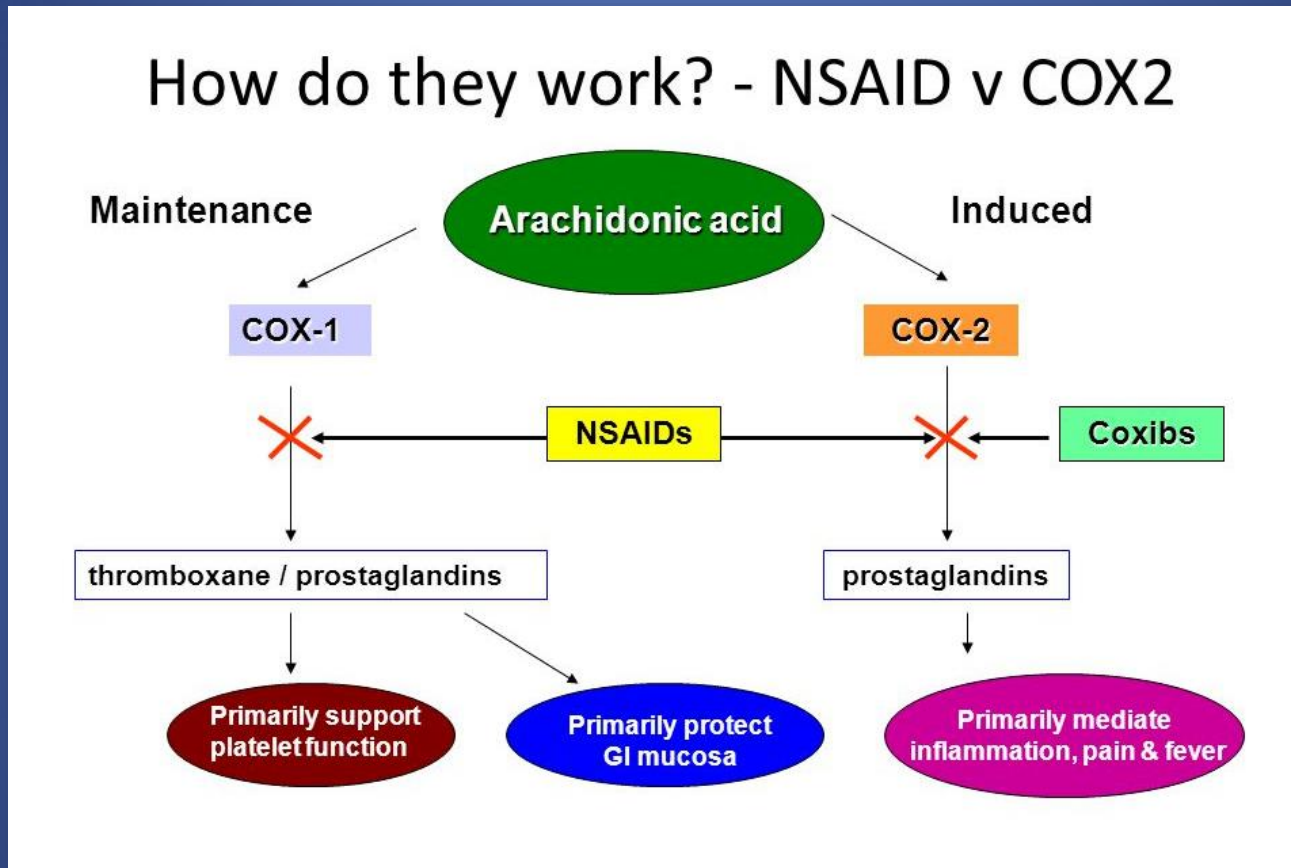 How do they work? - NSAID v COX2
Maintenance
Arachidonic acid
Induced
COX-1
COX-2
NSAIDs
Coxibs
thromboxane / prostaglandins
prostaglandins
Primarily support
platelet function
Primarily protect
GI mucosa
Primarily mediate
inflammation, pain & fever